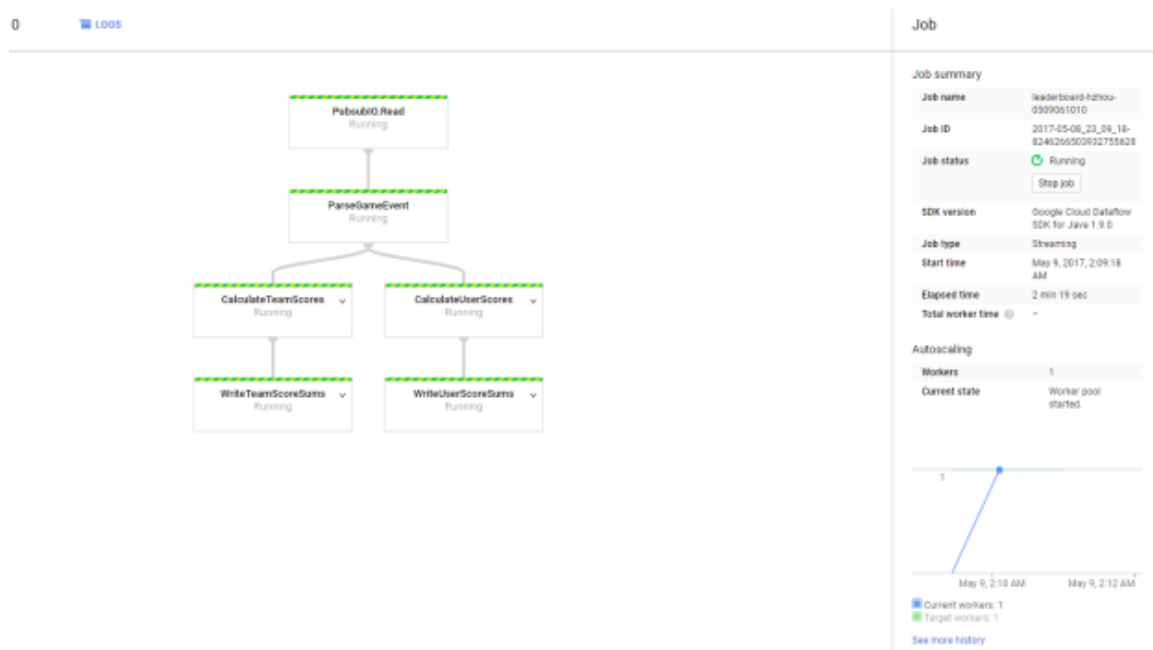 0
LOGS
Job
PubsubIO.Read
Running
ParseGameEvent
Running
CalculateTeamScores
Running
CalculateUserScores
Running
WriteTeamScoreSums
Running
WriteUserScoreSums
Running
Job summary
Job name leaderboard-hzhou-
0509061010
Job ID 2017-05-08_23_09_18-
8246266503932755628
Job status Running
Stop job
SDK version Google Cloud Dataflow
SDK for Java 1.9.0
Job type Streaming
Start time May 9, 2017, 2:09:18
AM
Elapsed time 2 min 19 sec
Total worker time –
Autoscaling
Workers 1
Current state Worker pool
started.
1
May 9, 2:10 AM May 9, 2:12 AM
Current workers: 1
Target workers: 1
See more history